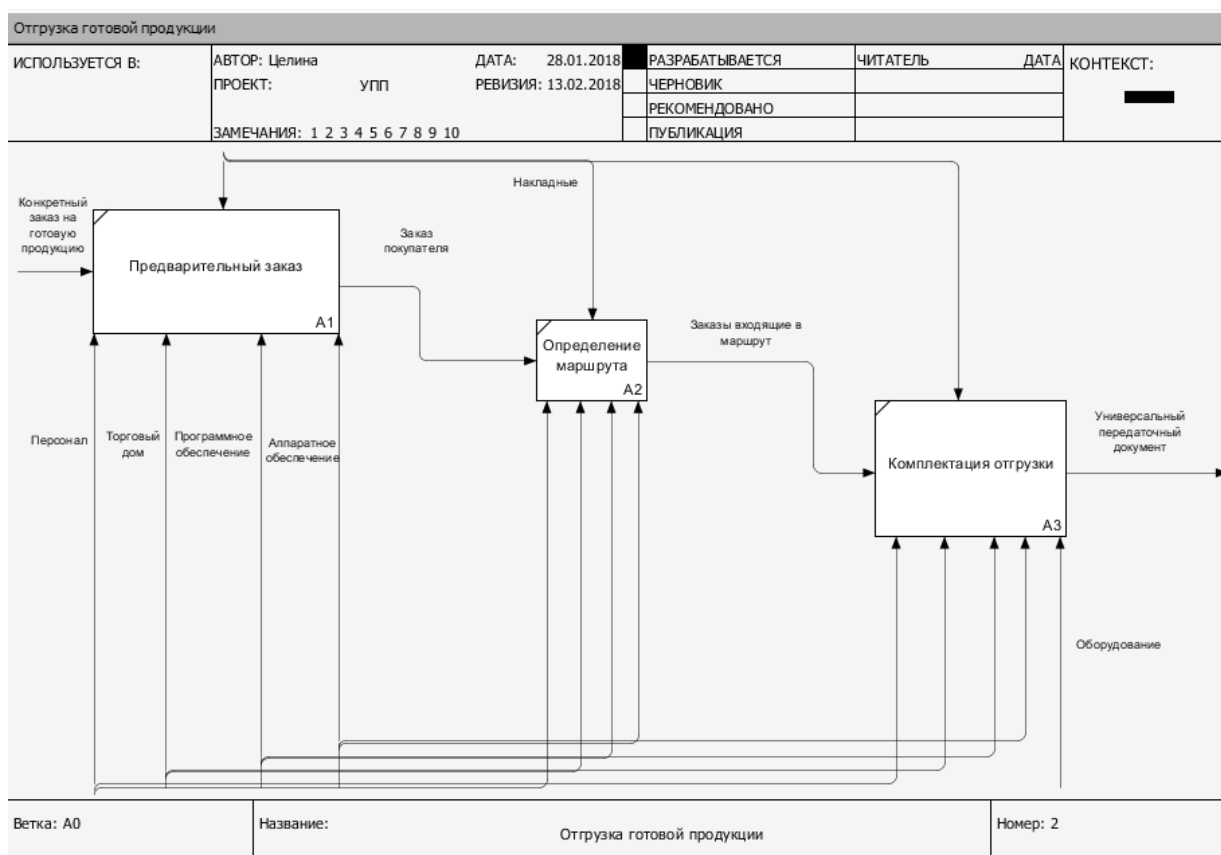 Отгрузка готовой продукции
ИСПОЛЬЗУЕТСЯ В:
АВТОР: Целина
ДАТА: 28.01.2018
ПРОЕКТ: УПП
РЕВИЗИЯ: 13.02.2018
ЗАМЕЧАНИЯ: 1 2 3 4 5 6 7 8 9 10
РАЗРАБАТЫВАЕТСЯ
ЧЕРНОВИК
РЕКОМЕНДОВАНО
ПУБЛИКАЦИЯ
ЧИТАТЕЛЬ
ДАТА
КОНТЕКСТ:
Накладные
Конкретный
заказ на
готовую
продукцию
Предварительный заказ
A1
Заказ
покупателя
Определение
маршрута
A2
Заказы входящие в
маршрут
Комплектация отгрузки
A3
Универсальный
передаточный
документ
Персонал
Торговый
дом
Программное
обеспечение
Аппаратное
обеспечение
Оборудование
Ветка: A0
Название:
Отгрузка готовой продукции
Номер: 2